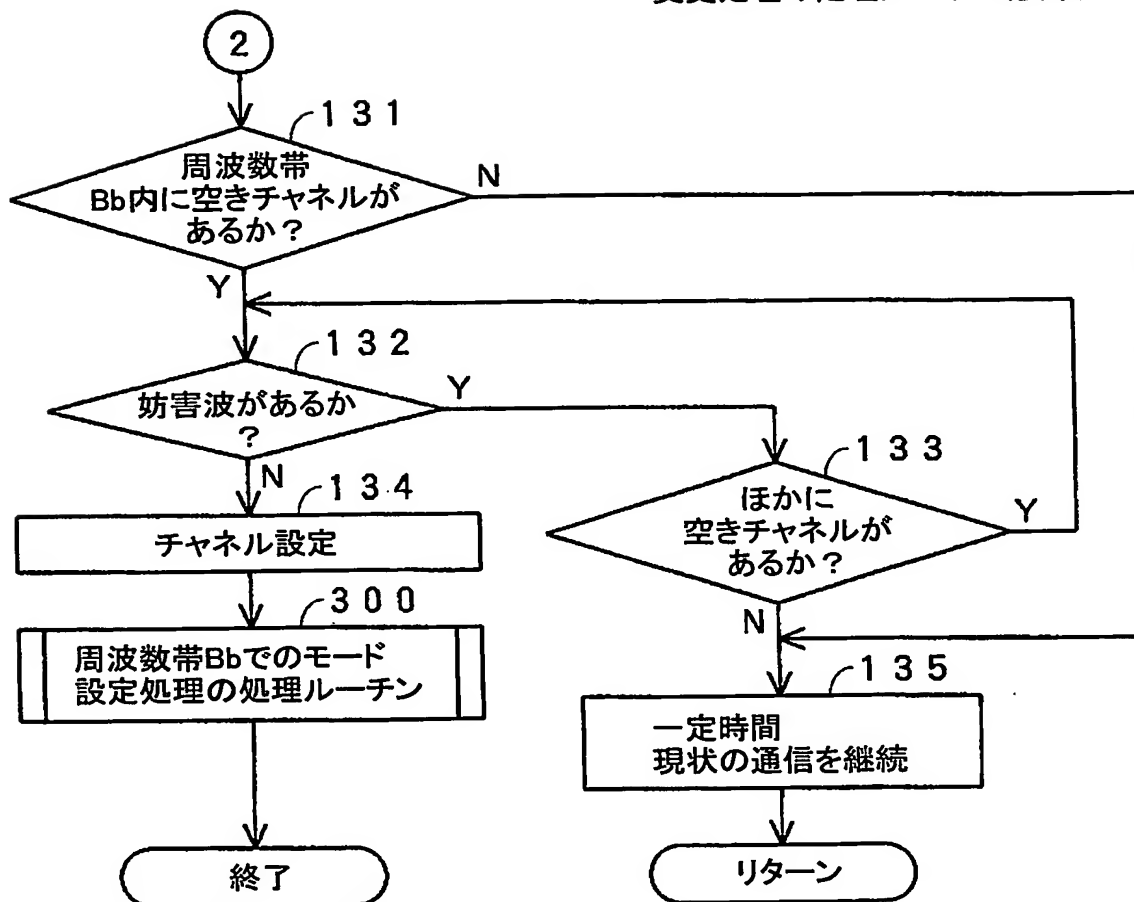 2
131
周波数帯
Bb内に空きチャネルが
あるか?
N
Y
132
妨害波があるか
?
Y
N
133
ほかに
空きチャネルが
あるか?
Y
N
134
チャネル設定
300
周波数帯Bbでのモード
設定処理の処理ルーチン
135
一定時間
現状の通信を継続
終了
リターン